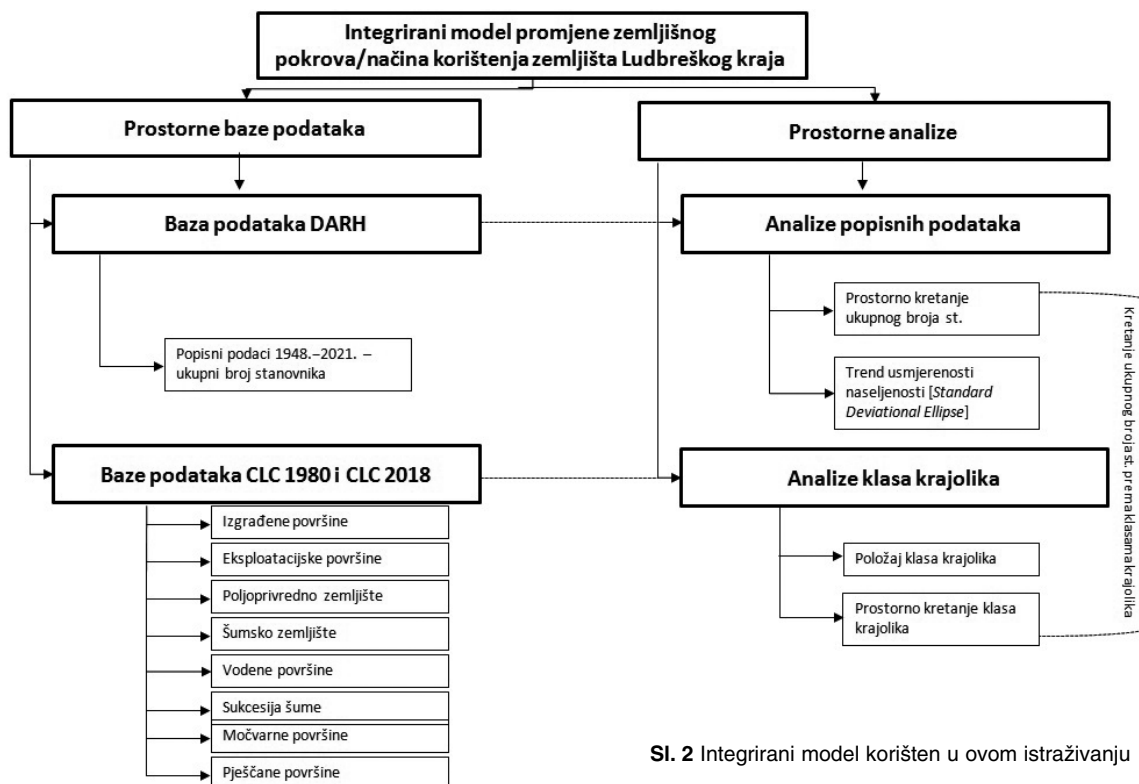 Integrirani model promjene zemljišnog
pokrova/načina korištenja zemljišta Ludbreškog kraja
Prostorne baze podataka
Prostorne analize
Baza podataka DARH
Analize popisnih podataka
Popisni podaci 1948.–2021. –
ukupni broj stanovnika
Prostorno kretanje
ukupnog broja st.
Trend usmjerenosti
naseljenosti [Standard
Deviational Ellipse]
Kretanje ukupnog broja st. prema klasama krajolika
Baze podataka CLC 1980 i CLC 2018
Analize klasa krajolika
Izgrađene površine
Eksploatacijske površine
Poljoprivredno zemljište
Šumsko zemljište
Vodene površine
Sukcesija šume
Močvarne površine
Pješčane površine
Položaj klasa krajolika
Prostorno kretanje klasa
krajolika
Sl. 2 Integrirani model korišten u ovom istraživanju